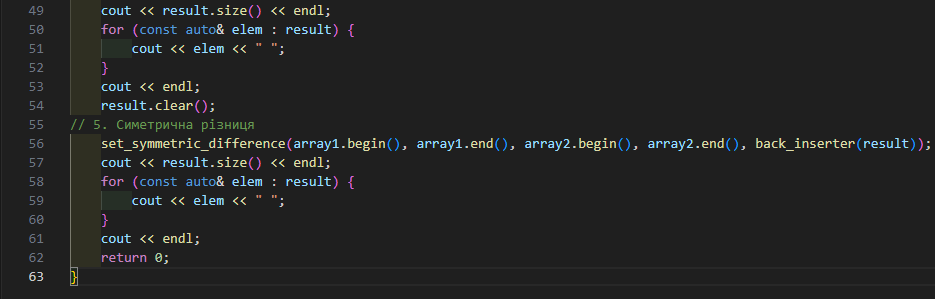 49 cout << result.size() << endl;
50 for (const auto& elem : result) {
51 cout << elem << " ";
52 }
53 cout << endl;
54 result.clear();
55 // 5. Симетрична різниця
56 set_symmetric_difference(array1.begin(), array1.end(), array2.begin(), array2.end(), back_inserter(result));
57 cout << result.size() << endl;
58 for (const auto& elem : result) {
59 cout << elem << " ";
60 }
61 cout << endl;
62 return 0;
63 }